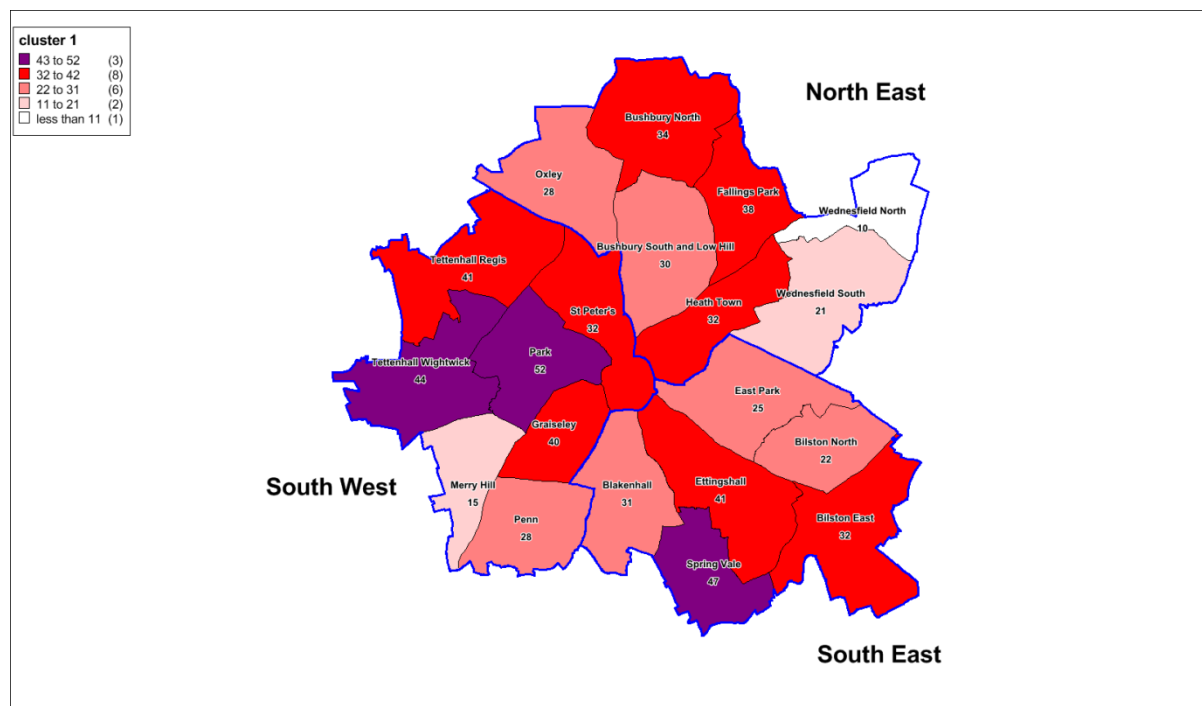 cluster 1
43 to 52 (3)
32 to 42 (8)
22 to 31 (6)
11 to 21 (2)
less than 11 (1)
North East
Bushbury North
34
Oxley
28
Fallings Park
38
Wednesfield North
10
Bushbury South and Low Hill
30
Tettenhall Regis
41
Wednesfield South
21
Heath Town
32
St Peter's
32
Park
52
Tettenhall Wightwick
44
East Park
25
Graiseley
40
Bilston North
22
South West
Merry Hill
15
Blakenhall
31
Ettingshall
41
Penn
28
Bilston East
32
Spring Vale
47
South East